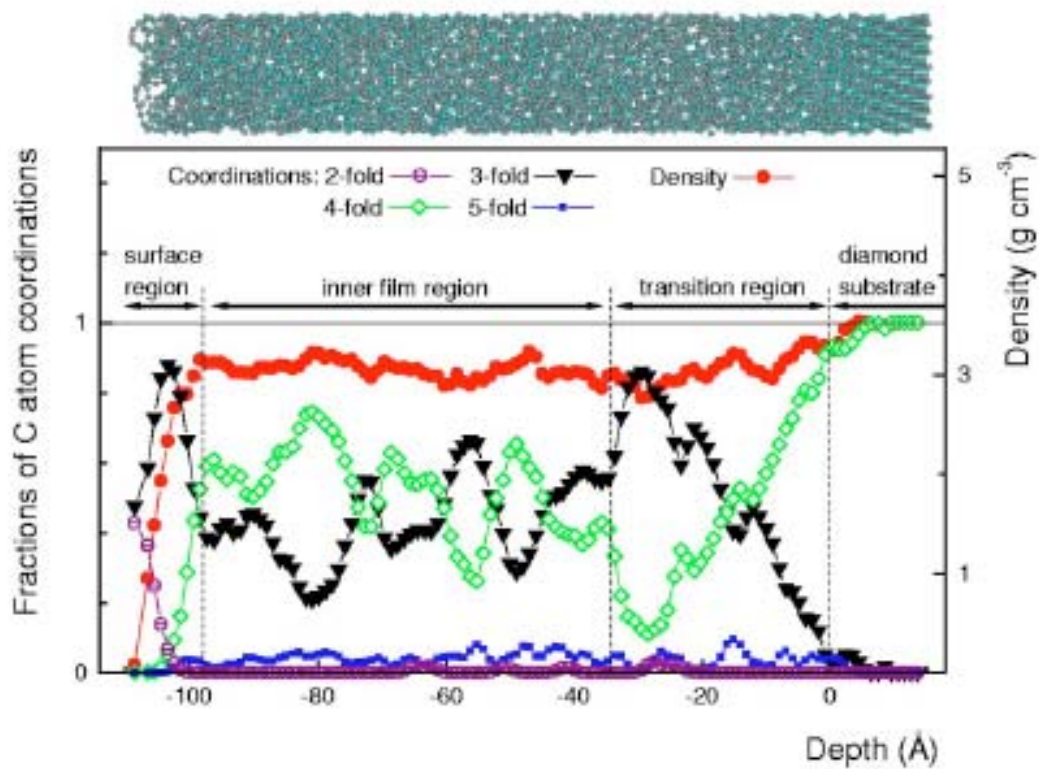 Coordinations: 2-fold 3-fold Density
4-fold 5-fold
surface region
inner film region
transition region
diamond substrate
Fractions of C atom coordinations
1
0
5
3
1
Density (g cm⁻³)
-100 -80 -60 -40 -20 0
Depth (Å)